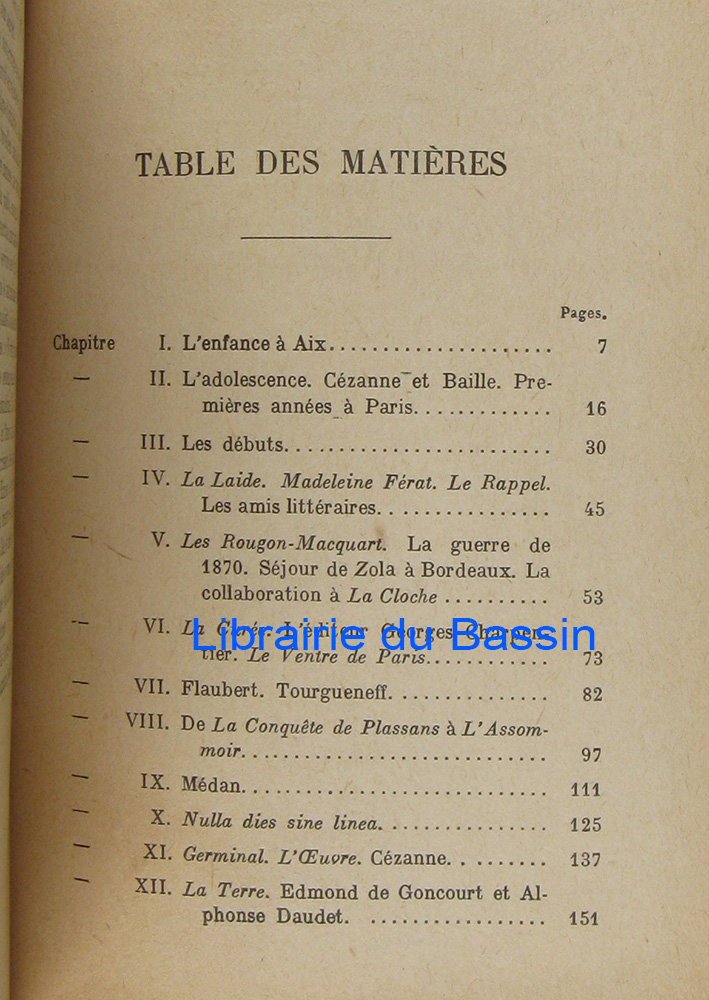 TABLE DES MATIÈRES
Pages.
Chapitre I. L'enfance à Aix...................... 7
— II. L'adolescence. Cézanne et Baille. Pre-
mières années à Paris............. 16
— III. Les débuts......................... 30
— IV. La Laide. Madeleine Férat. Le Rappel.
Les amis littéraires................ 45
— V. Les Rougon-Macquart. La guerre de
1870. Séjour de Zola à Bordeaux. La
collaboration à La Cloche .......... 53
— VI. La Curée. L'éditeur Georges Charpen-
Librairie du Bassin
tier. Le Ventre de Paris............ 73
— VII. Flaubert. Tourgueneff............... 82
— VIII. De La Conquête de Plassans à L'Assom-
moir............................. 97
— IX. Médan............................. 111
— X. Nulla dies sine linea................ 125
— XI. Germinal. L'Œuvre. Cézanne.......... 137
— XII. La Terre. Edmond de Goncourt et Al-
phonse Daudet. ................. 151